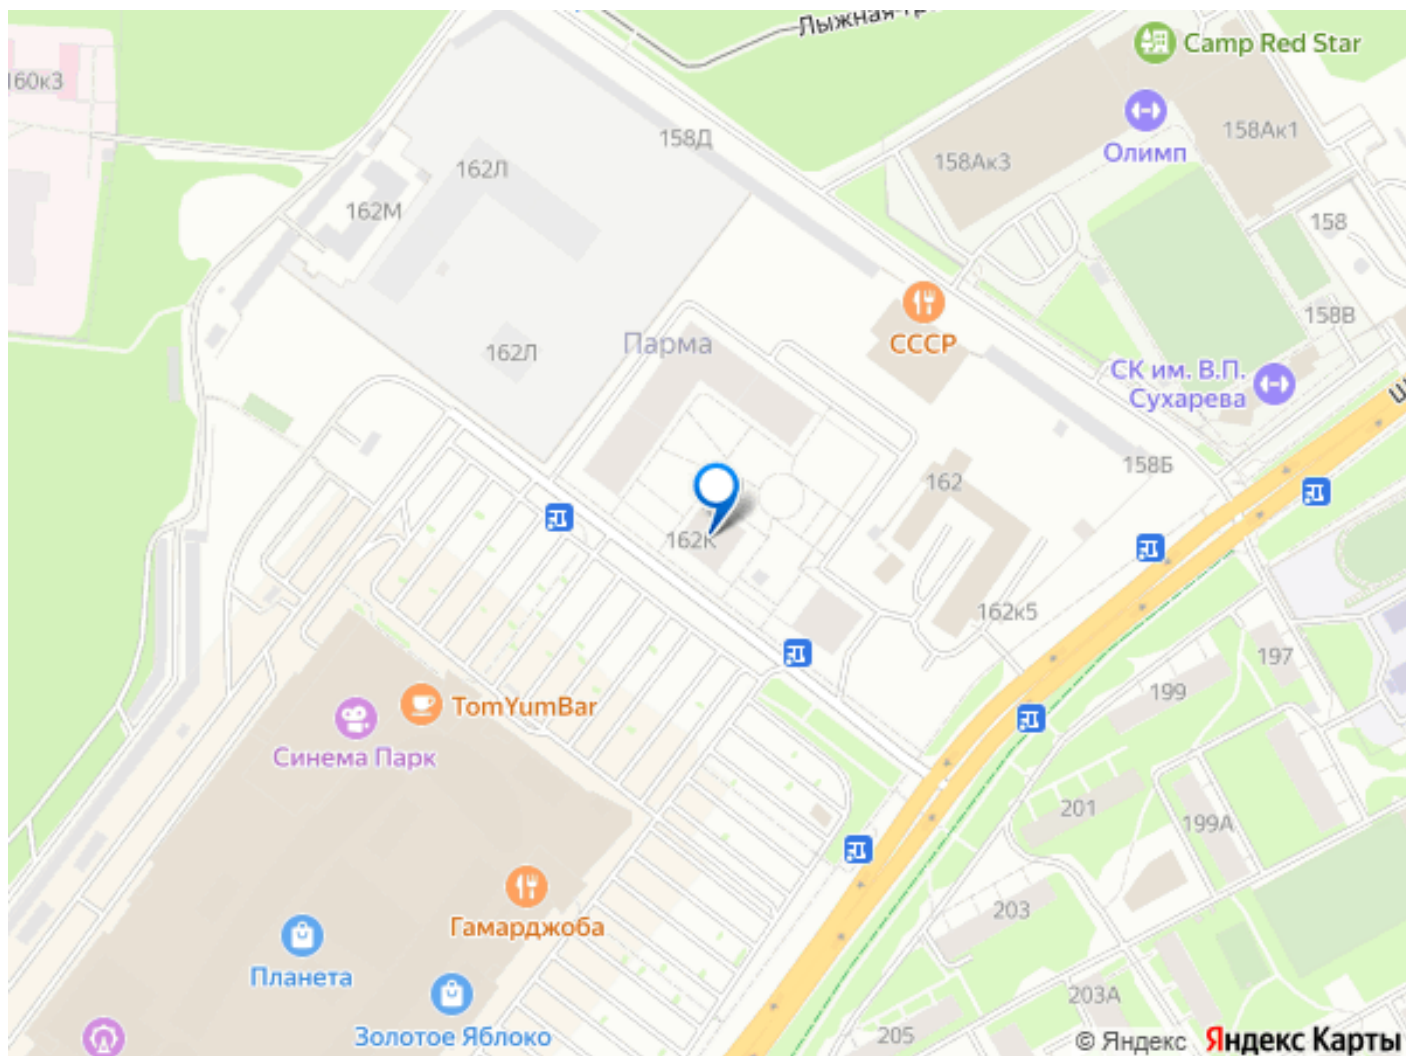 Лыжная
Camp Red Star
160к3
158Д
158Ак1
Олимп
158Ак3
162Л
162М
158
158В
СССР
Парма
162Л
СК им. В.П.
Сухарева
158Б
162
162К
162к5
197
199
TomYumBar
Синема Парк
201
199А
Гамарджоба
203
Планета
203А
Золотое Яблоко
205
© Яндекс Яндекс Карты